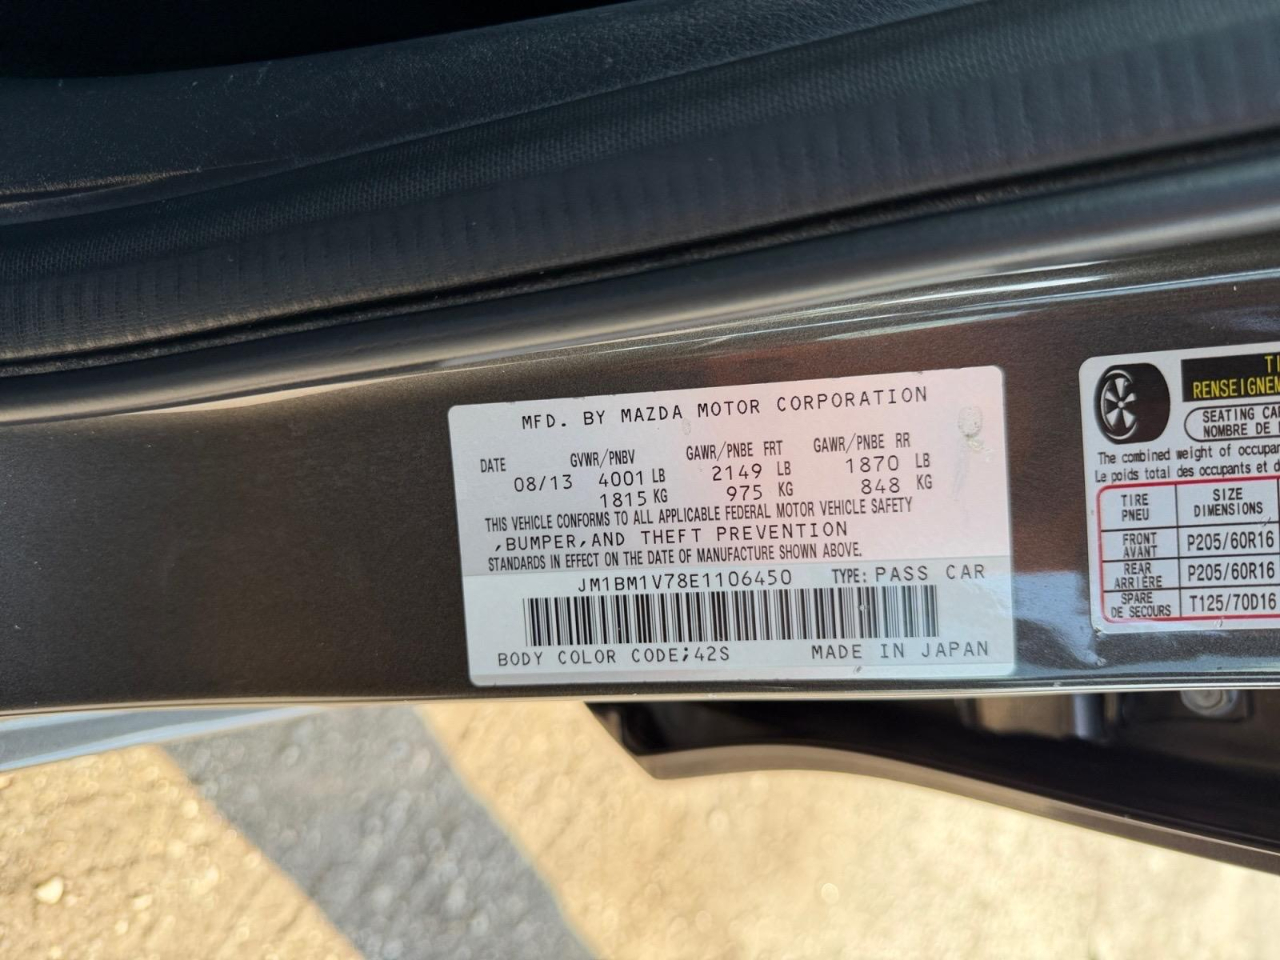 MFD. BY MAZDA MOTOR CORPORATION
DATE GVWR/PNBV GAWR/PNBE FRT GAWR/PNBE RR
08/13 4001 LB 2149 LB 1870 LB
1815 KG 975 KG 848 KG
THIS VEHICLE CONFORMS TO ALL APPLICABLE FEDERAL MOTOR VEHICLE SAFETY
,BUMPER,AND THEFT PREVENTION
STANDARDS IN EFFECT ON THE DATE OF MANUFACTURE SHOWN ABOVE.
JM1BM1V78E1106450 TYPE: PASS CAR
BODY COLOR CODE;42S MADE IN JAPAN
TI
RENSEIGNEM
SEATING CA
NOMBRE DE
The combined weight of occupa
Le poids total des occupants et d
TIRE
PNEU
SIZE
DIMENSIONS
FRONT
AVANT
P205/60R16
REAR
ARRIÈRE
P205/60R16
SPARE
DE SECOURS
T125/70D16